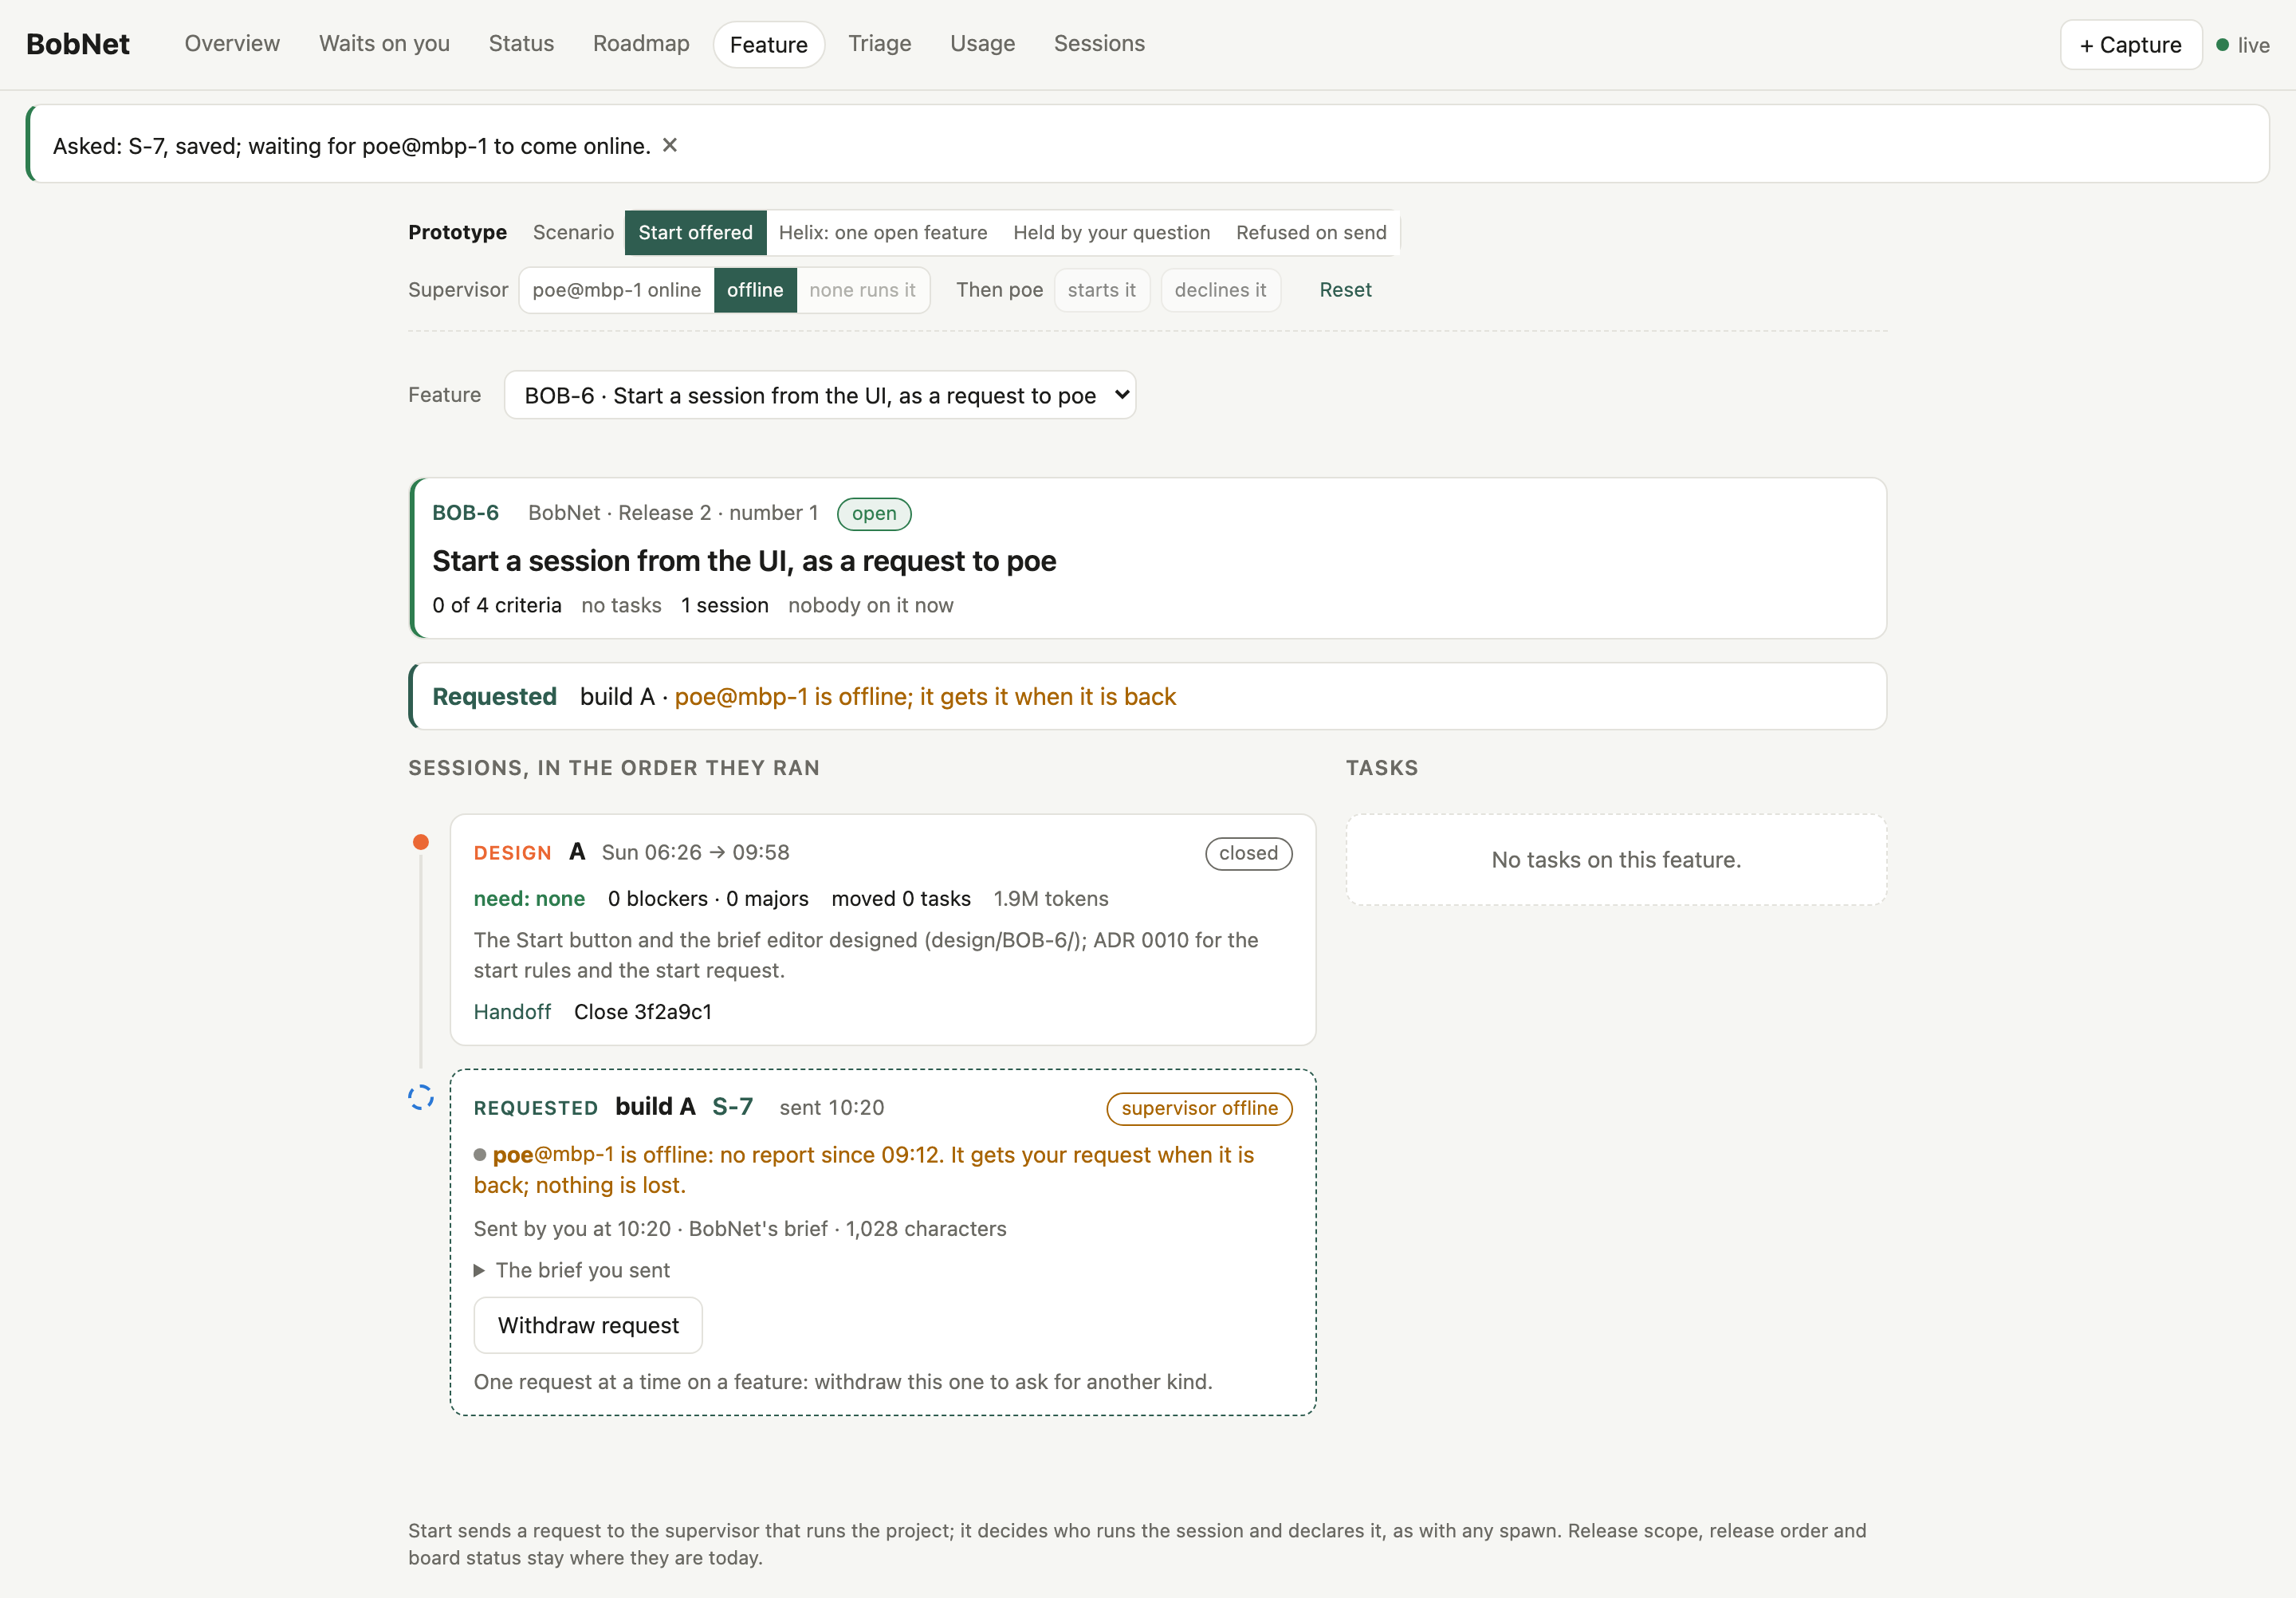 BobNet Overview Waits on you Status Roadmap Feature Triage Usage Sessions + Capture live
Asked: S-7, saved; waiting for poe@mbp-1 to come online. ✕
Prototype Scenario Start offered Helix: one open feature Held by your question Refused on send
Supervisor poe@mbp-1 online offline none runs it Then poe starts it declines it Reset
Feature BOB-6 · Start a session from the UI, as a request to poe
BOB-6 BobNet · Release 2 · number 1 open
Start a session from the UI, as a request to poe
0 of 4 criteria no tasks 1 session nobody on it now
Requested build A · poe@mbp-1 is offline; it gets it when it is back
SESSIONS, IN THE ORDER THEY RAN
DESIGN A Sun 06:26 → 09:58 closed
need: none 0 blockers · 0 majors moved 0 tasks 1.9M tokens
The Start button and the brief editor designed (design/BOB-6/); ADR 0010 for the
start rules and the start request.
Handoff Close 3f2a9c1
REQUESTED build A S-7 sent 10:20 supervisor offline
poe@mbp-1 is offline: no report since 09:12. It gets your request when it is
back; nothing is lost.
Sent by you at 10:20 · BobNet's brief · 1,028 characters
▶ The brief you sent
Withdraw request
One request at a time on a feature: withdraw this one to ask for another kind.
TASKS
No tasks on this feature.
Start sends a request to the supervisor that runs the project; it decides who runs the session and declares it, as with any spawn. Release scope, release order and
board status stay where they are today.